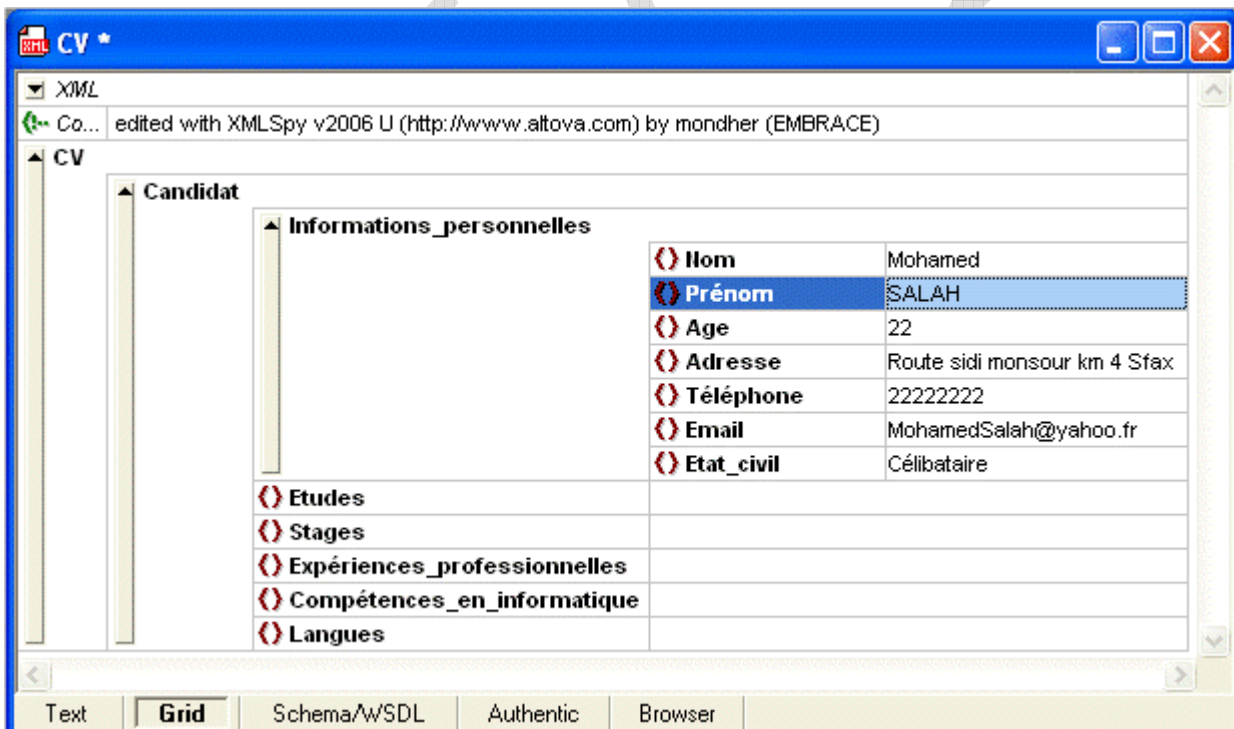 CV *
XML
Co... edited with XMLSpy v2006 U (http://www.altova.com) by mondher (EMBRACE)
CV
Candidat
Informations_personnelles
Nom Mohamed
Prénom SALAH
Age 22
Adresse Route sidi monsour km 4 Sfax
Téléphone 22222222
Email MohamedSalah@yahoo.fr
Etat_civil Célibataire
Etudes
Stages
Expériences_professionnelles
Compétences_en_informatique
Langues
Text Grid Schema/WSDL Authentic Browser